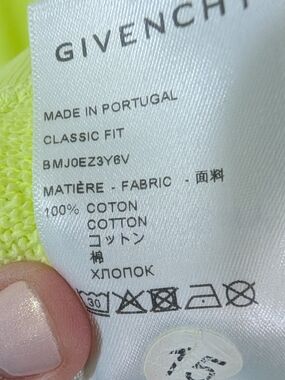 GIVENCHY
MADE IN PORTUGAL
CLASSIC FIT
BMJ0EZ3Y6V
MATIÈRE - FABRIC - 面料
100% COTON
COTTON
コットン
棉
ХЛОПОК
30